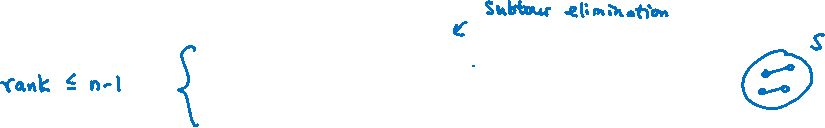 Subtour elimination
S
rank ≤ n-1 {